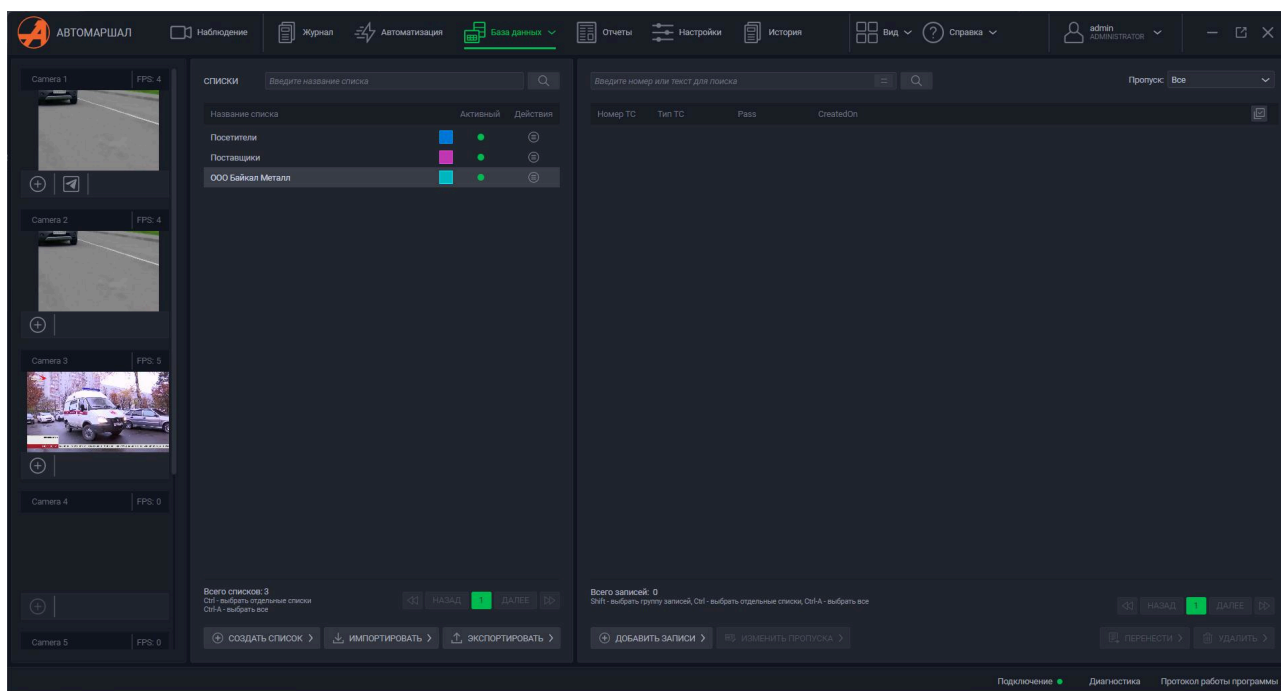 АВТОМАРШАЛ
Наблюдение
Журнал
Автоматизация
База данных
Отчеты
Настройки
История
Вид
Справка
admin
ADMINISTRATOR
Camera 1 FPS: 4
Camera 2 FPS: 4
Camera 3 FPS: 5
Camera 4 FPS: 0
Camera 5 FPS: 0
СПИСКИ
Введите название списка
Название списка Активный Действия
Посетители
Поставщики
ООО Байкал Металл
Всего списков: 3
Ctrl - выбрать отдельные списки
Ctrl-A - выбрать все
НАЗАД 1 ДАЛЕЕ
СОЗДАТЬ СПИСОК
ИМПОРТИРОВАТЬ
ЭКСПОРТИРОВАТЬ
Введите номер или текст для поиска =
Пропуск: Все
Номер ТС Тип ТС Pass CreatedOn
Всего записей: 0
Shift - выбрать группу записей, Ctrl - выбрать отдельные списки, Ctrl-A - выбрать все
НАЗАД 1 ДАЛЕЕ
ДОБАВИТЬ ЗАПИСИ
ИЗМЕНИТЬ ПРОПУСКА
ПЕРЕНЕСТИ
УДАЛИТЬ
Подключение
Диагностика
Протокол работы программы